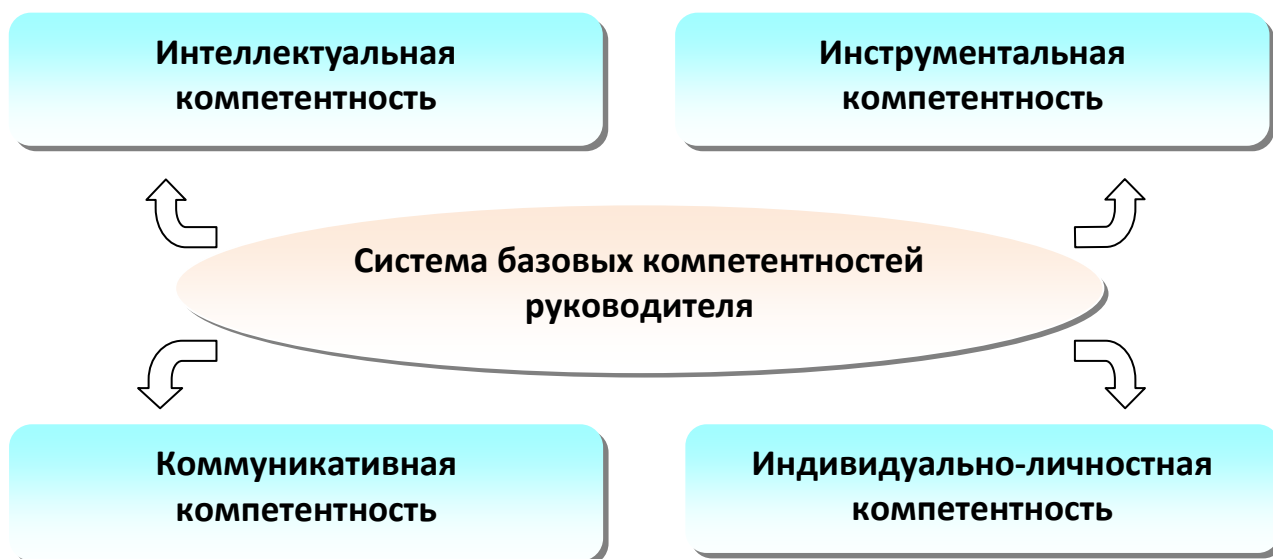 Интеллектуальная
компетентность
Инструментальная
компетентность
Система базовых компетентностей
руководителя
Коммуникативная
компетентность
Индивидуально-личностная
компетентность